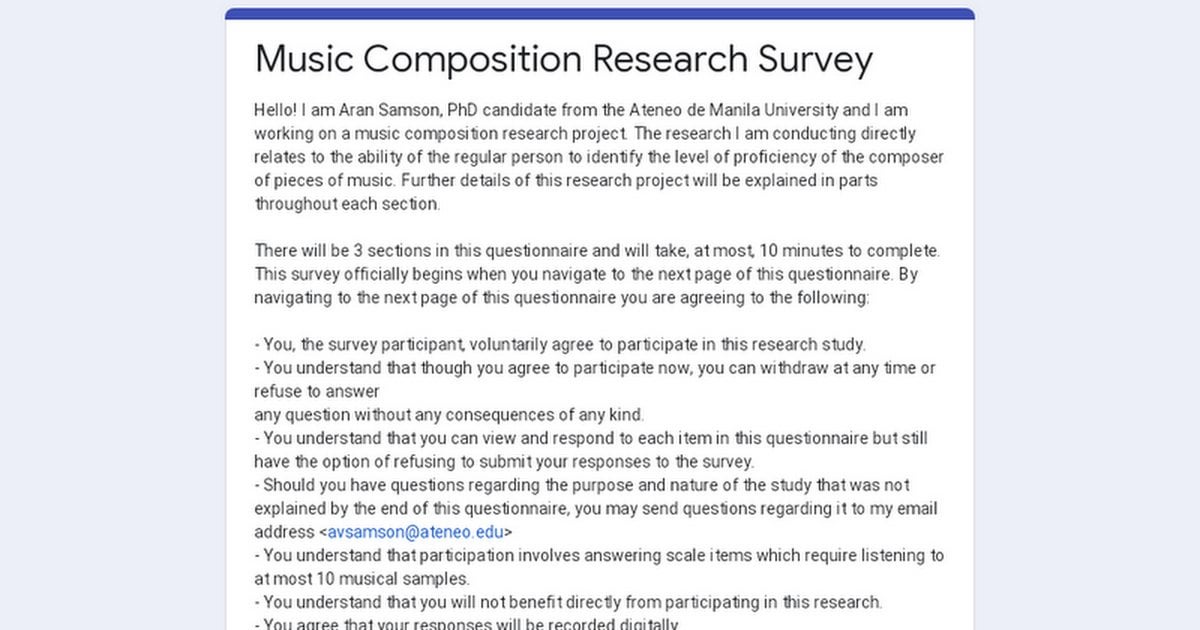 Music Composition Research Survey
Hello! I am Aran Samson, PhD candidate from the Ateneo de Manila University and I am
working on a music composition research project. The research I am conducting directly
relates to the ability of the regular person to identify the level of proficiency of the composer
of pieces of music. Further details of this research project will be explained in parts
throughout each section.
There will be 3 sections in this questionnaire and will take, at most, 10 minutes to complete.
This survey officially begins when you navigate to the next page of this questionnaire. By
navigating to the next page of this questionnaire you are agreeing to the following:
- You, the survey participant, voluntarily agree to participate in this research study.
- You understand that though you agree to participate now, you can withdraw at any time or
refuse to answer
any question without any consequences of any kind.
- You understand that you can view and respond to each item in this questionnaire but still
have the option of refusing to submit your responses to the survey.
- Should you have questions regarding the purpose and nature of the study that was not
explained by the end of this questionnaire, you may send questions regarding it to my email
address <avsamson@ateneo.edu>
- You understand that participation involves answering scale items which require listening to
at most 10 musical samples.
- You understand that you will not benefit directly from participating in this research.
- You agree that your responses will be recorded digitally